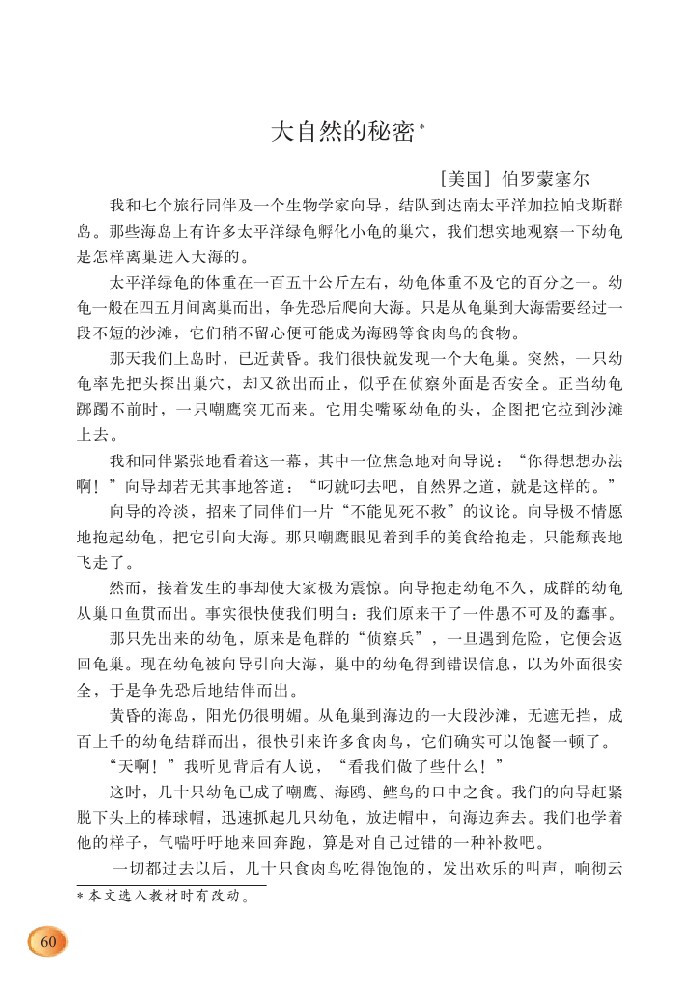 大自然的秘密*
［美国］ 伯罗蒙塞尔
我和七个旅行同伴及一个生物学家向导，结队到达南太平洋加拉帕戈斯群
岛。那些海岛上有许多太平洋绿龟孵化小龟的巢穴，我们想实地观察一下幼龟
是怎样离巢进入大海的。
太平洋绿龟的体重在一百五十公斤左右，幼龟体重不及它的百分之一。幼
龟一般在四五月间离巢而出，争先恐后爬向大海。只是从龟巢到大海需要经过一
段不短的沙滩，它们稍不留心便可能成为海鸥等食肉鸟的食物。
那天我们上岛时，已近黄昏。我们很快就发现一个大龟巢。突然，一只幼
龟率先把头探出巢穴，却又欲出而止，似乎在侦察外面是否安全。正当幼龟
踯躅不前时，一只嘲鹰突兀而来。它用尖嘴啄幼龟的头，企图把它拉到沙滩
上去。
我和同伴紧张地看着这一幕，其中一位焦急地对向导说：“你得想想办法
啊！”向导却若无其事地答道：“叼就叼去吧，自然界之道，就是这样的。”
向导的冷淡，招来了同伴们一片“不能见死不救”的议论。向导极不情愿
地抱起幼龟，把它引向大海。那只嘲鹰眼见着到手的美食给抱走，只能颓丧地
飞走了。
然而，接着发生的事却使大家极为震惊。向导抱走幼龟不久，成群的幼龟
从巢口鱼贯而出。事实很快使我们明白：我们原来干了一件愚不可及的蠢事。
那只先出来的幼龟，原来是龟群的“侦察兵”，一旦遇到危险，它便会返
回龟巢。现在幼龟被向导引向大海，巢中的幼龟得到错误信息，以为外面很安
全，于是争先恐后地结伴而出。
黄昏的海岛，阳光仍很明媚。从龟巢到海边的一大段沙滩，无遮无挡，成
百上千的幼龟结群而出，很快引来许多食肉鸟，它们确实可以饱餐一顿了。
“天啊！”我听见背后有人说，“看我们做了些什么！”
这时，几十只幼龟已成了嘲鹰、海鸥、鲣鸟的口中之食。我们的向导赶紧
脱下头上的棒球帽，迅速抓起几只幼龟，放进帽中，向海边奔去。我们也学着
他的样子，气喘吁吁地来回奔跑，算是对自己过错的一种补救吧。
一切都过去以后，几十只食肉鸟吃得饱饱的，发出欢乐的叫声，响彻云
*本文选入教材时有改动。
60